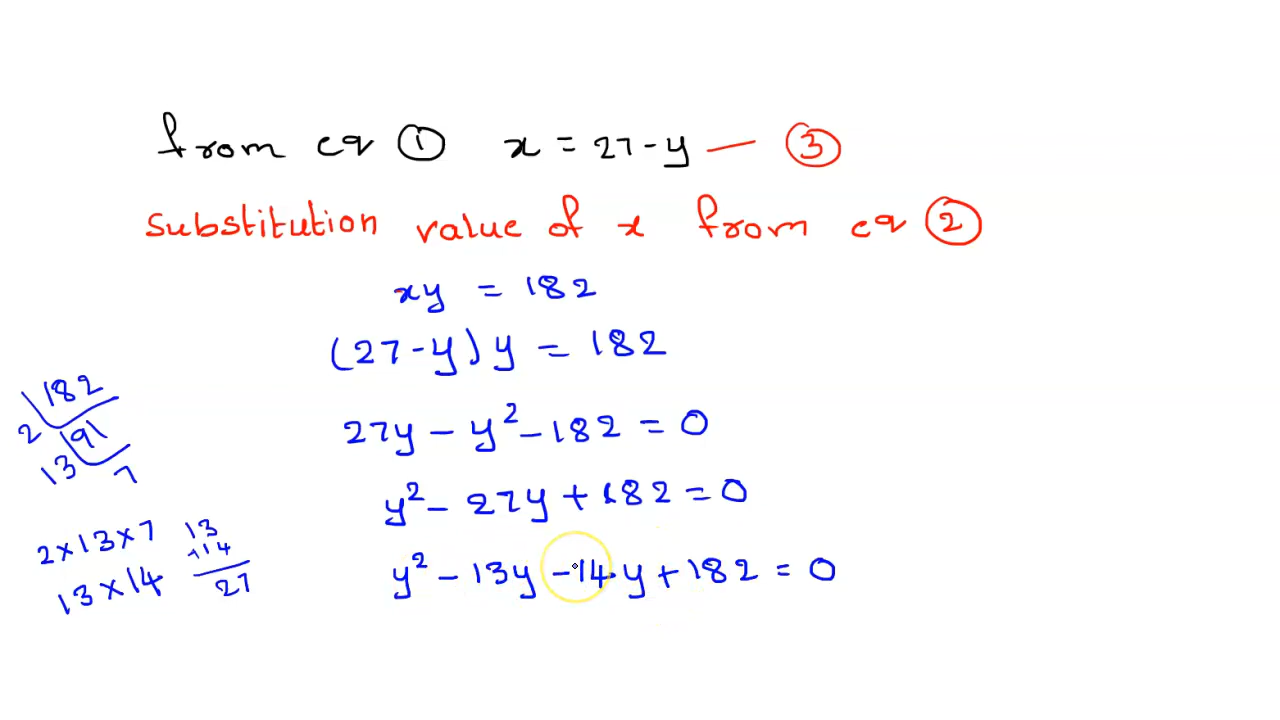 from eq ① x = 27 - y — ③
substitution value of x from eq ②
xy = 182
(27 - y) y = 182
27y - y² - 182 = 0
y² - 27y + 182 = 0
y² - 13y - 14y + 182 = 0
182
2 91
13 7
2 x 13 x 7
13 x 14
13
+14
27